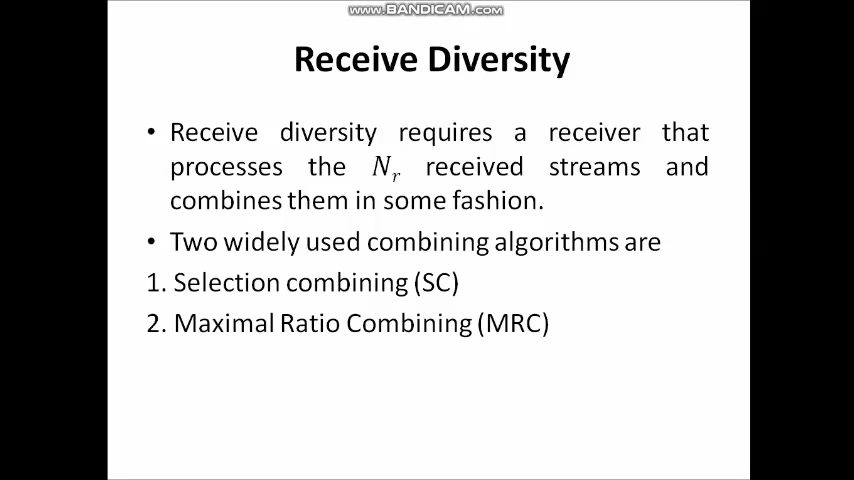 WWW.BANDICAM.COM
Receive Diversity
• Receive diversity requires a receiver that
processes the Nᵣ received streams and
combines them in some fashion.
• Two widely used combining algorithms are
1. Selection combining (SC)
2. Maximal Ratio Combining (MRC)